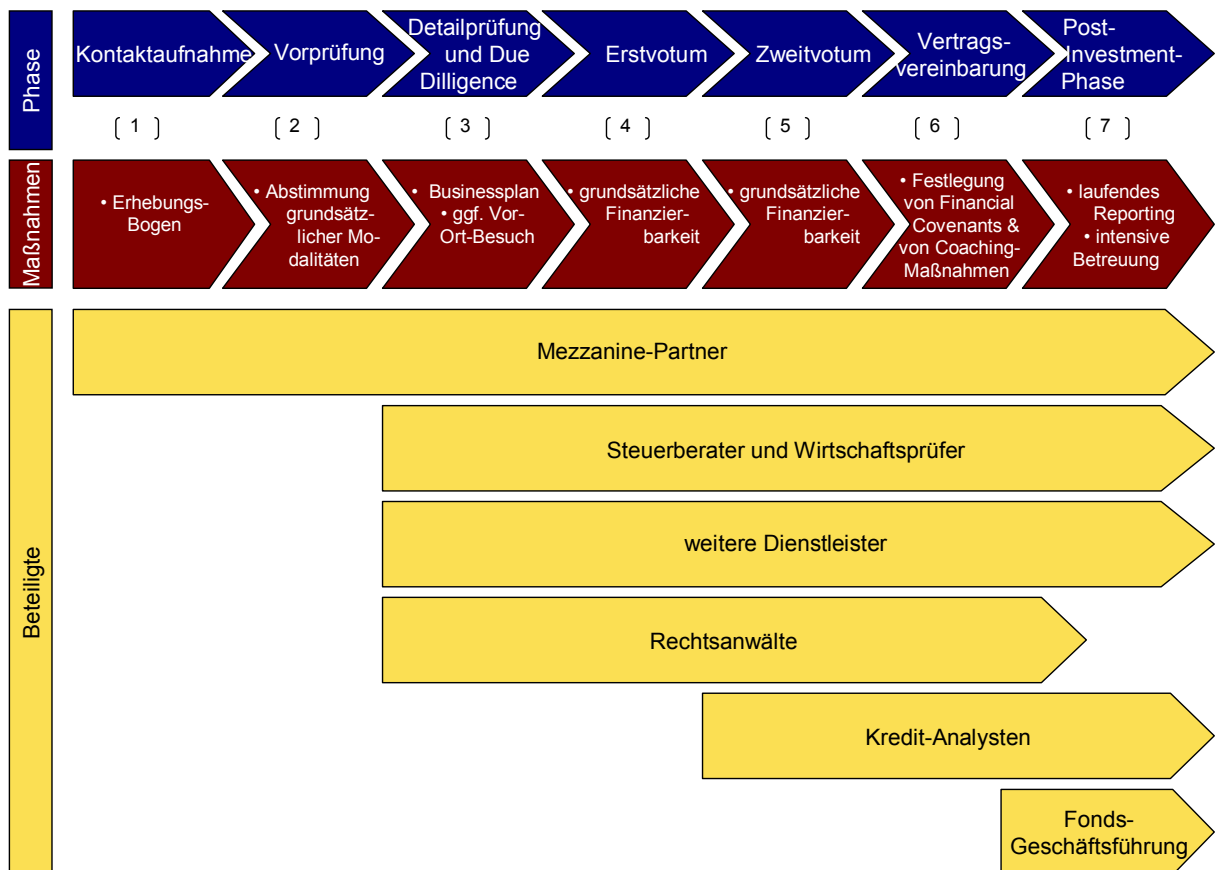 Phase
Kontaktaufnahme
Vorprüfung
Detailprüfung
und Due
Dilligence
Erstvotum
Zweitvotum
Vertrags-
vereinbarung
Post-
Investment-
Phase
( 1 )
( 2 )
( 3 )
( 4 )
( 5 )
( 6 )
( 7 )
Maßnahmen
• Erhebungs-
Bogen
• Abstimmung
grundsätz-
licher Mo-
dalitäten
• Businessplan
• ggf. Vor-
Ort-Besuch
• grundsätzliche
Finanzier-
barkeit
• grundsätzliche
Finanzier-
barkeit
• Festlegung
von Financial
Covenants &
von Coaching-
Maßnahmen
• laufendes
Reporting
• intensive
Betreuung
Beteiligte
Mezzanine-Partner
Steuerberater und Wirtschaftsprüfer
weitere Dienstleister
Rechtsanwälte
Kredit-Analysten
Fonds-
Geschäftsführung